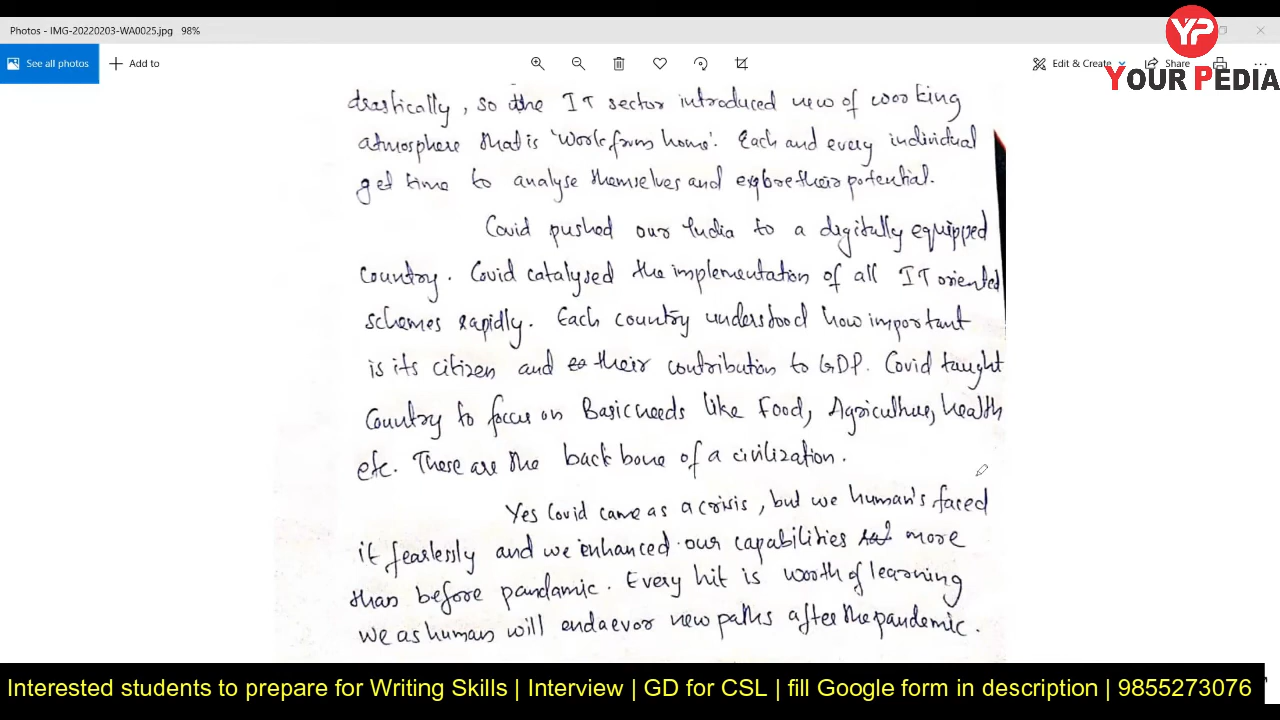 Photos - IMG-20220203-WA0025.jpg 98%
YP
YOUR PEDIA
See all photos + Add to Edit & Create Share
drastically, so the IT sector introduced new of working
atmosphere that is 'work from home'. Each and every individual
get time to analyse themselves and explore their potential.
Covid pushed our India to a digitally equipped
country. Covid catalysed the implementation of all IT oriented
schemes rapidly. Each country understood how important
is its citizen and their contribution to GDP. Covid taught
Country to focus on Basic needs like Food, Agriculture, health
etc. These are the back bone of a civilization.
Yes Covid came as a crisis, but we human's faced
it fearlessly and we enhanced our capabilities more
than before pandamic. Every hit is worth of learning
we as human will endaevor new paths after the pandemic.
Interested students to prepare for Writing Skills | Interview | GD for CSL | fill Google form in description | 9855273076